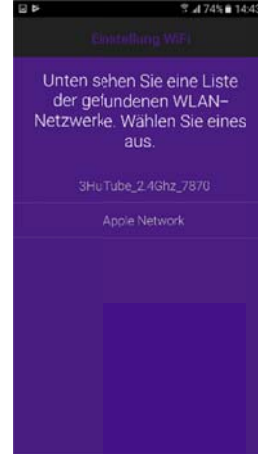 74% 14:43
Einstellung WiFi
Unten sehen Sie eine Liste
der gefundenen WLAN-
Netzwerke. Wählen Sie eines
aus.
3HuiTube_2.4Ghz_7870
Apple Network